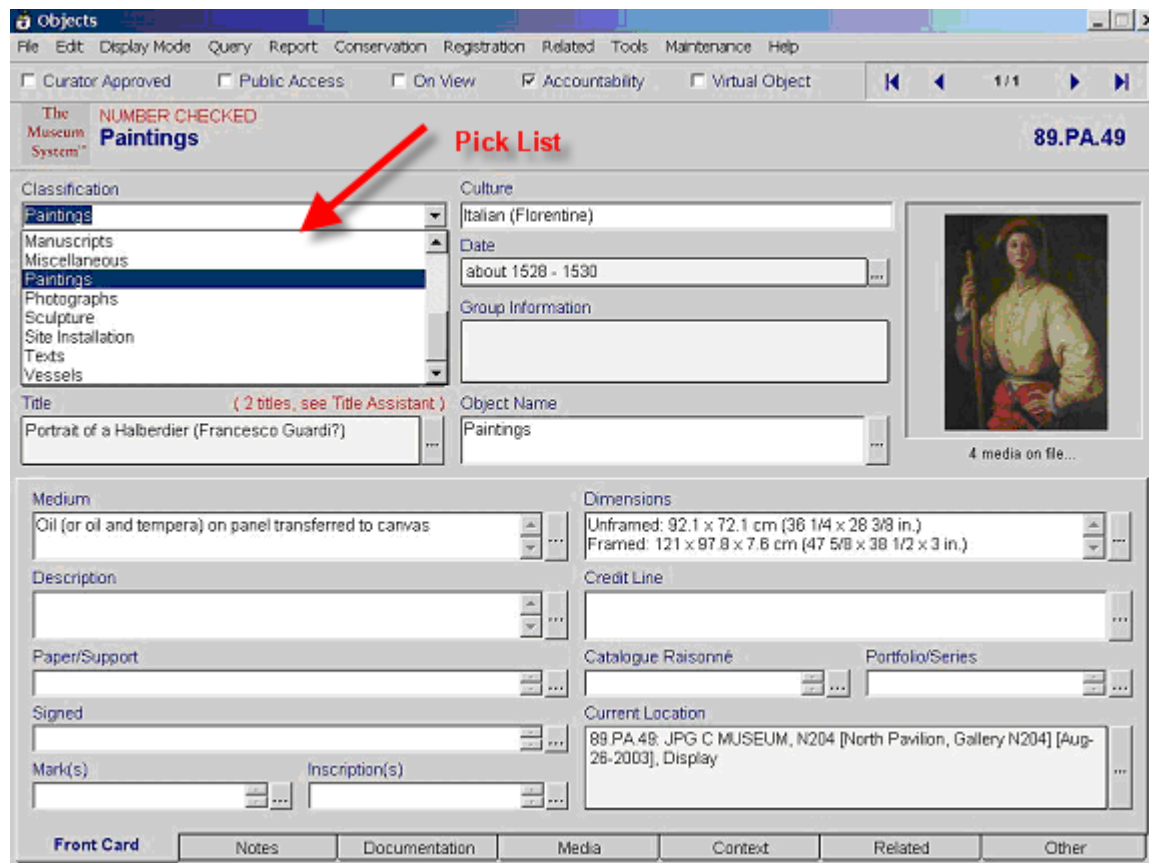 Objects
File Edit Display Mode Query Report Conservation Registration Related Tools Maintenance Help
Curator Approved Public Access On View Accountability Virtual Object 1/1
The Museum System™
NUMBER CHECKED
Paintings
Pick List
89.PA.49
Classification
Paintings
Manuscripts
Miscellaneous
Paintings
Photographs
Sculpture
Site Installation
Texts
Vessels
Culture
Italian (Florentine)
Date
about 1528 - 1530
...
Group Information
4 media on file...
Title ( 2 titles, see Title Assistant )
Portrait of a Halberdier (Francesco Guardi?)
...
Object Name
Paintings
...
Medium
Oil (or oil and tempera) on panel transferred to canvas
...
Dimensions
Unframed: 92.1 x 72.1 cm (36 1/4 x 28 3/8 in.)
Framed: 121 x 97.8 x 7.6 cm (47 5/8 x 38 1/2 x 3 in.)
...
Description
...
Credit Line
...
Paper/Support
...
Catalogue Raisonné
...
Portfolio/Series
...
Signed
...
Current Location
89.PA.49: JPG C MUSEUM, N204 [North Pavilion, Gallery N204] [Aug-
26-2003], Display
...
Mark(s)
...
Inscription(s)
...
Front Card Notes Documentation Media Context Related Other